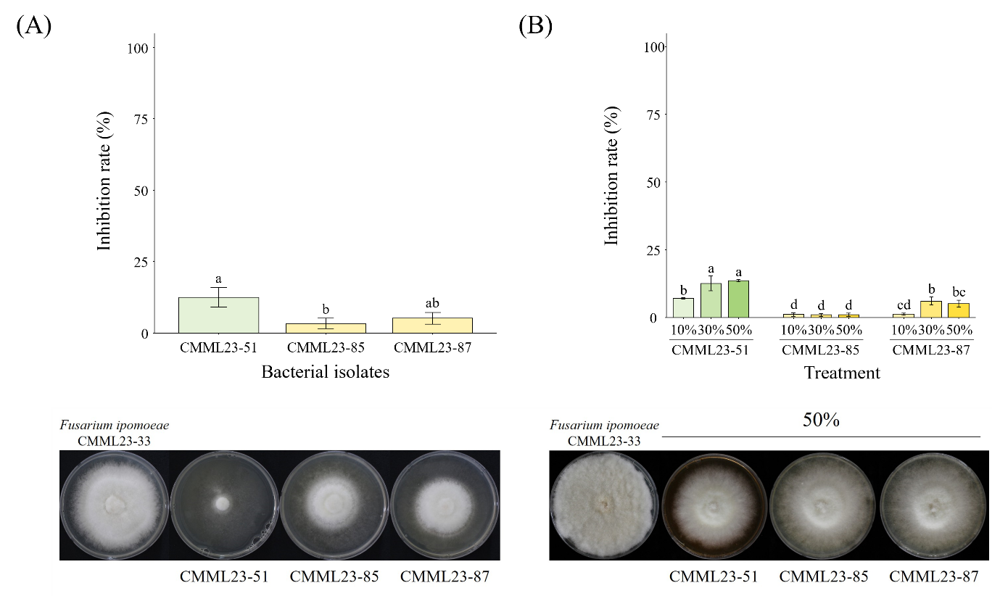 (A)
Inhibition rate (%)
100
75
50
25
0
a
b
ab
CMML23-51 CMML23-85 CMML23-87
Bacterial isolates
Fusarium ipomoeae
CMML23-33
CMML23-51 CMML23-85 CMML23-87
(B)
Inhibition rate (%)
100
75
50
25
0
b a a d d d cd b bc
10%30%50% 10%30%50% 10%30%50%
CMML23-51 CMML23-85 CMML23-87
Treatment
Fusarium ipomoeae
CMML23-33
50%
CMML23-51 CMML23-85 CMML23-87